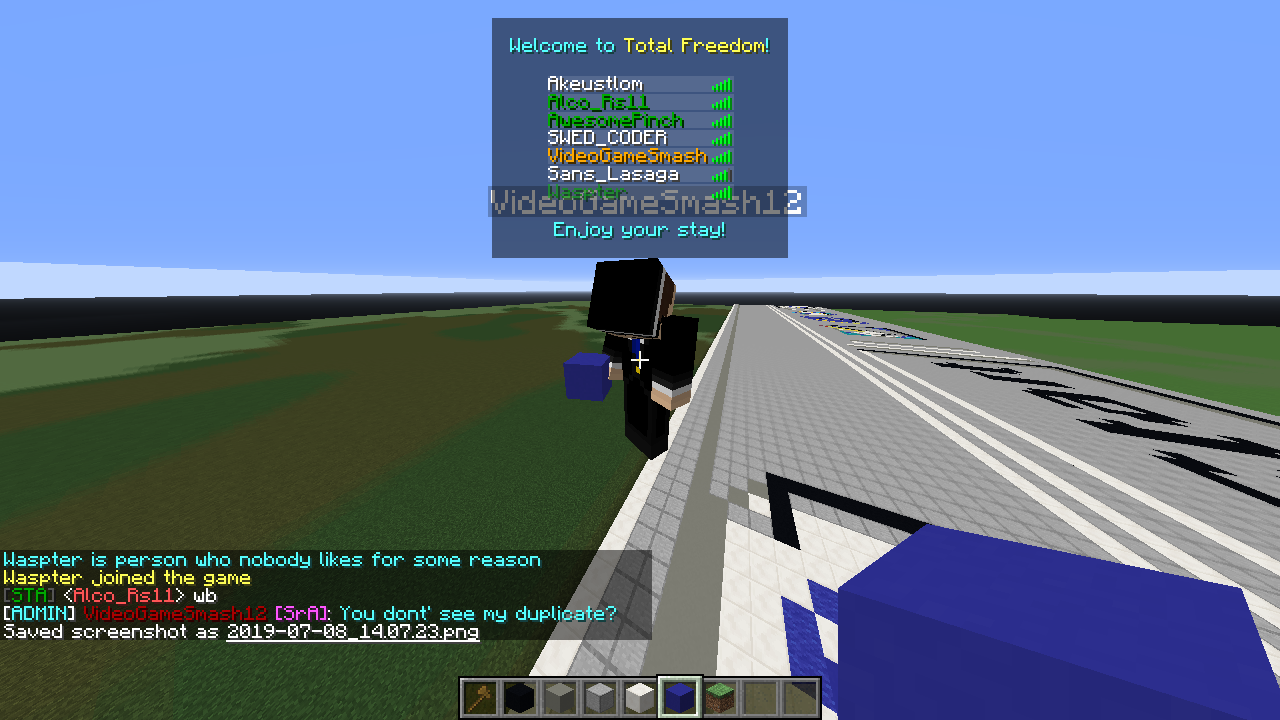 Welcome to Total Freedom!
Akeustlom
Alco_Rs11
AwesomePinch
SWED_CODER
VideoGameSmash
Sans_Lasaga
Waspter
VideoGameSmash12
Enjoy your stay!
Waspter is person who nobody likes for some reason
Waspter joined the game
[STA] <Alco_Rs11> wb
[ADMIN] VideoGameSmash12 [SrA]: You dont' see my duplicate?
Saved screenshot as 2019-07-08_14.07.23.png